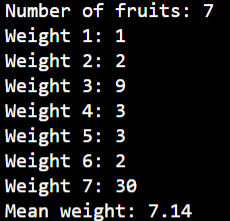 Number of fruits: 7
Weight 1: 1
Weight 2: 2
Weight 3: 9
Weight 4: 3
Weight 5: 3
Weight 6: 2
Weight 7: 30
Mean weight: 7.14